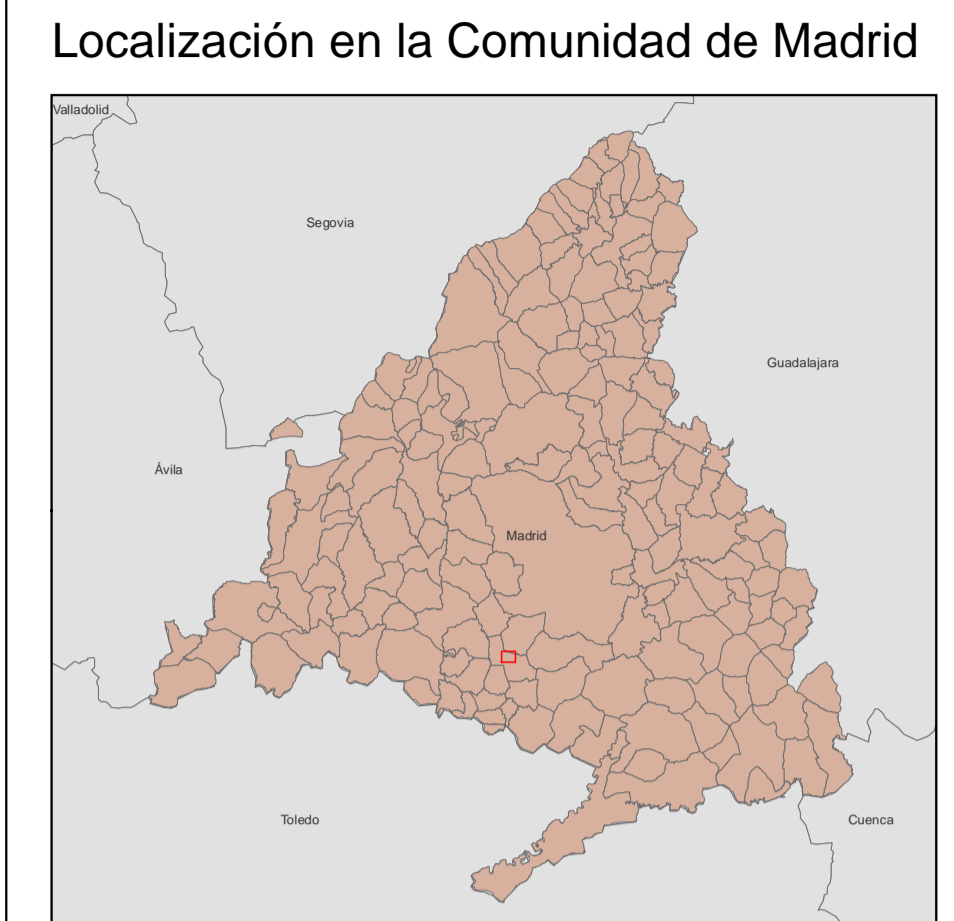 Localización en la Comunidad de Madrid
Valladolid
Segovia
Guadalajara
Ávila
Madrid
Toledo
Cuenca